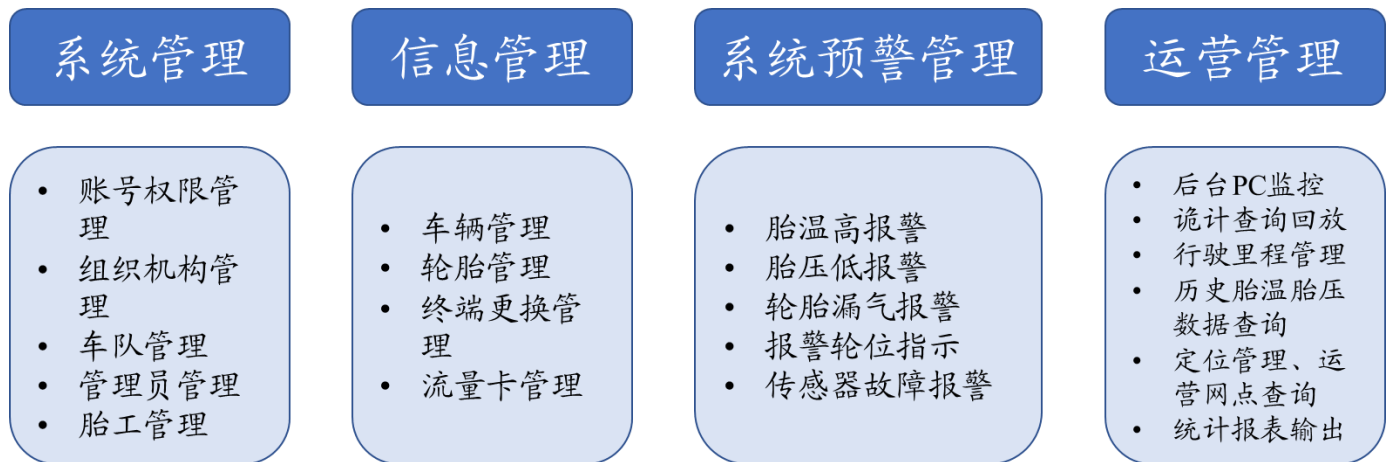 系统管理
账号权限管
理
组织机构管
理
车队管理
管理员管理
胎工管理
信息管理
车辆管理
轮胎管理
终端更换管
理
流量卡管理
系统预警管理
胎温高报警
胎压低报警
轮胎漏气报警
报警轮位指示
传感器故障报警
运营管理
后台PC监控
诡计查询回放
行驶里程管理
历史胎温胎压
数据查询
定位管理、运
营网点查询
统计报表输出